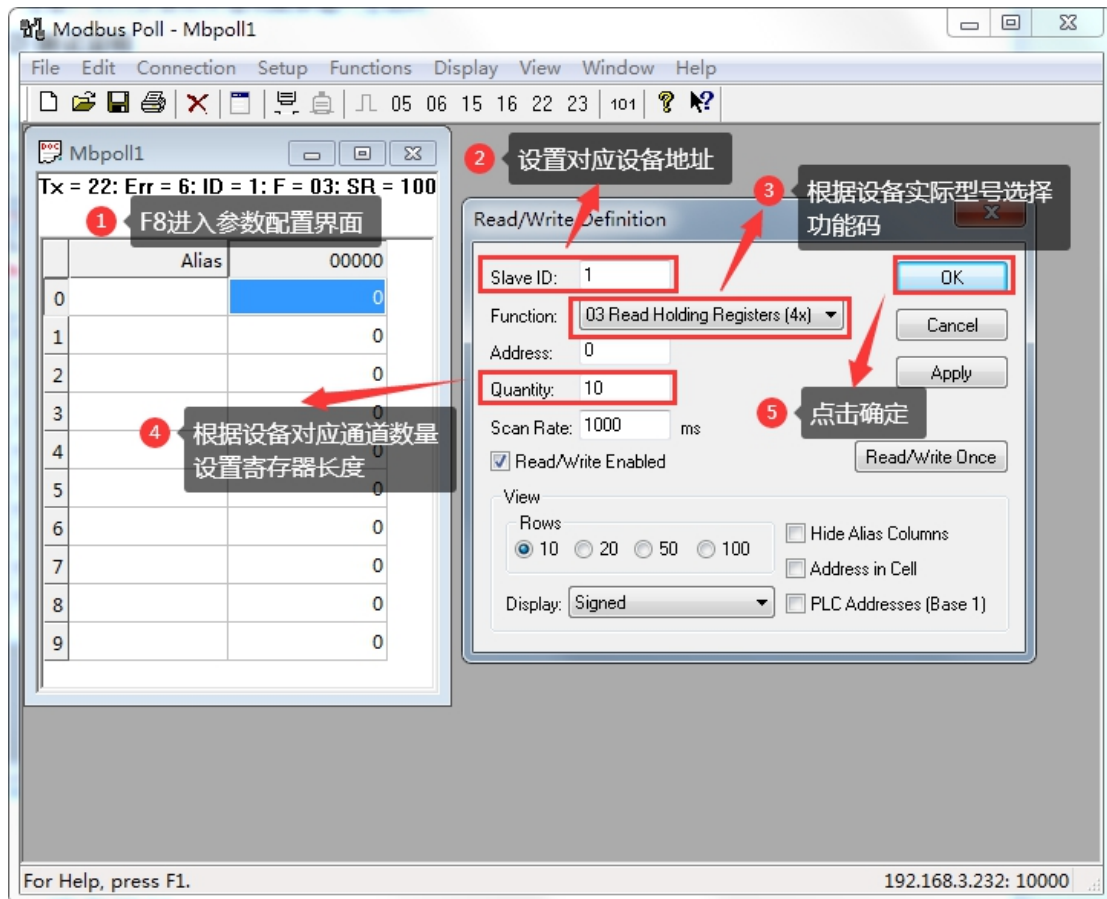 Modbus Poll - Mbpoll1
File Edit Connection Setup Functions Display View Window Help
05 06 15 16 22 23 101
Mbpoll1
Tx = 22: Err = 6: ID = 1: F = 03: SR = 100
1 F8进入参数配置界面
Alias 00000
0 0
1 0
2 0
3 0
4 0
5 0
6 0
7 0
8 0
9 0
4 根据设备对应通道数量
设置寄存器长度
2 设置对应设备地址
3 根据设备实际型号选择
功能码
Read/Write Definition
Slave ID: 1
OK
Function: 03 Read Holding Registers (4x)
Cancel
Address: 0
Apply
Quantity: 10
5 点击确定
Scan Rate: 1000 ms
Read/Write Enabled
Read/Write Once
View
Rows
10 20 50 100
Hide Alias Columns
Address in Cell
Display: Signed
PLC Addresses (Base 1)
For Help, press F1.
192.168.3.232: 10000